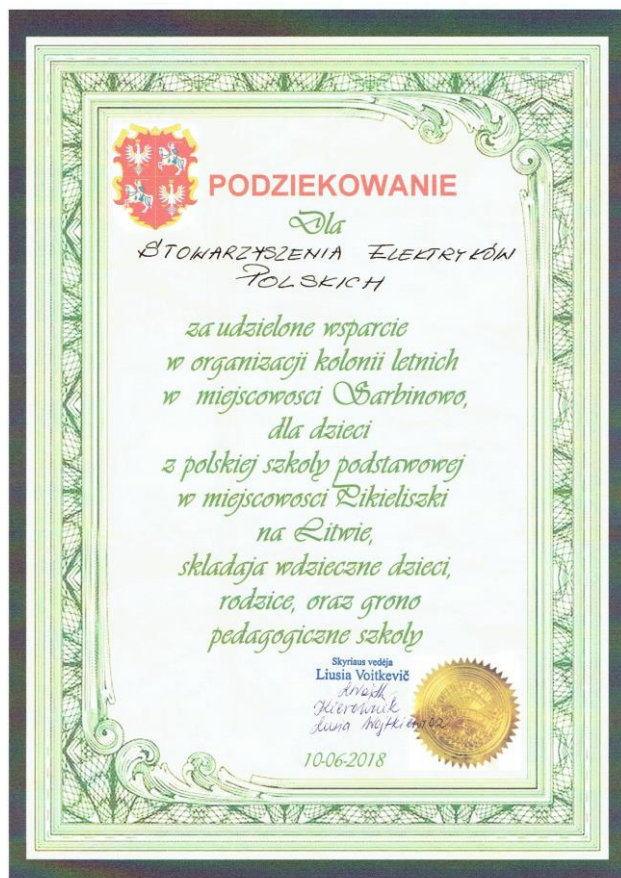 PODZIEKOWANIE
Dla
STOWARZYSZENIA ELEKTRYKÓW
POLSKICH
za udzielone wsparcie
w organizacji kolonii letnich
w miejscowosci Sarbinowo,
dla dzieci
z polskiej szkoly podstawowej
w miejscowosci Pikieliszki
na Litwie,
skladaja wdzieczne dzieci,
rodzice, oraz grono
pedagogiczne szkoly
Skyriaus vedėja
Liusia Voitkevič
Kierownik
10-06-2018